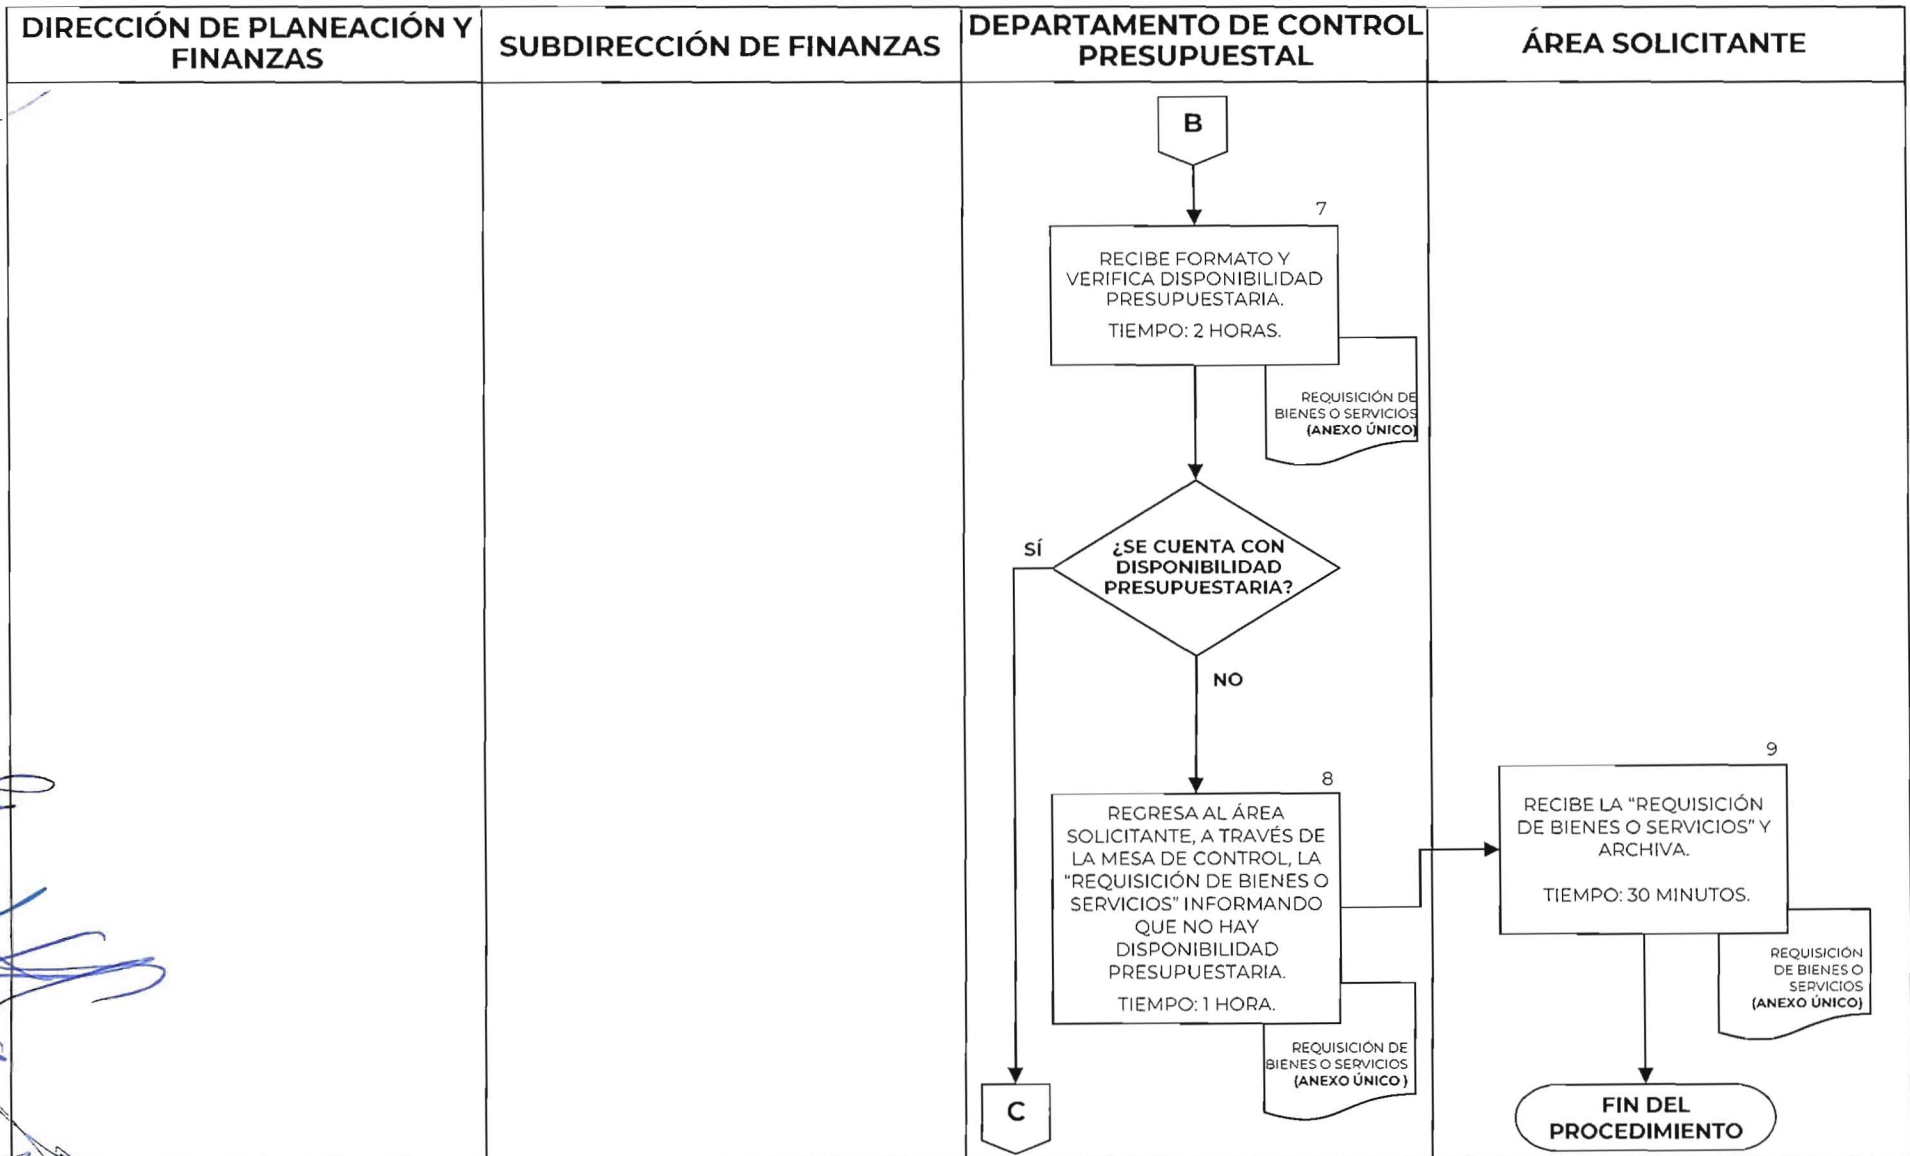 DIRECCIÓN DE PLANEACIÓN Y
FINANZAS
SUBDIRECCIÓN DE FINANZAS
DEPARTAMENTO DE CONTROL
PRESUPUESTAL
ÁREA SOLICITANTE
B
7
RECIBE FORMATO Y
VERIFICA DISPONIBILIDAD
PRESUPUESTARIA.
TIEMPO: 2 HORAS.
REQUISICIÓN DE
BIENES O SERVICIOS
(ANEXO ÚNICO)
SÍ
¿SE CUENTA CON
DISPONIBILIDAD
PRESUPUESTARIA?
NO
8
REGRESA AL ÁREA
SOLICITANTE, A TRAVÉS DE
LA MESA DE CONTROL, LA
"REQUISICIÓN DE BIENES O
SERVICIOS" INFORMANDO
QUE NO HAY
DISPONIBILIDAD
PRESUPUESTARIA.
TIEMPO: 1 HORA.
REQUISICIÓN DE
BIENES O SERVICIOS
(ANEXO ÚNICO )
C
9
RECIBE LA "REQUISICIÓN
DE BIENES O SERVICIOS" Y
ARCHIVA.
TIEMPO: 30 MINUTOS.
REQUISICIÓN
DE BIENES O
SERVICIOS
(ANEXO ÚNICO)
FIN DEL
PROCEDIMIENTO